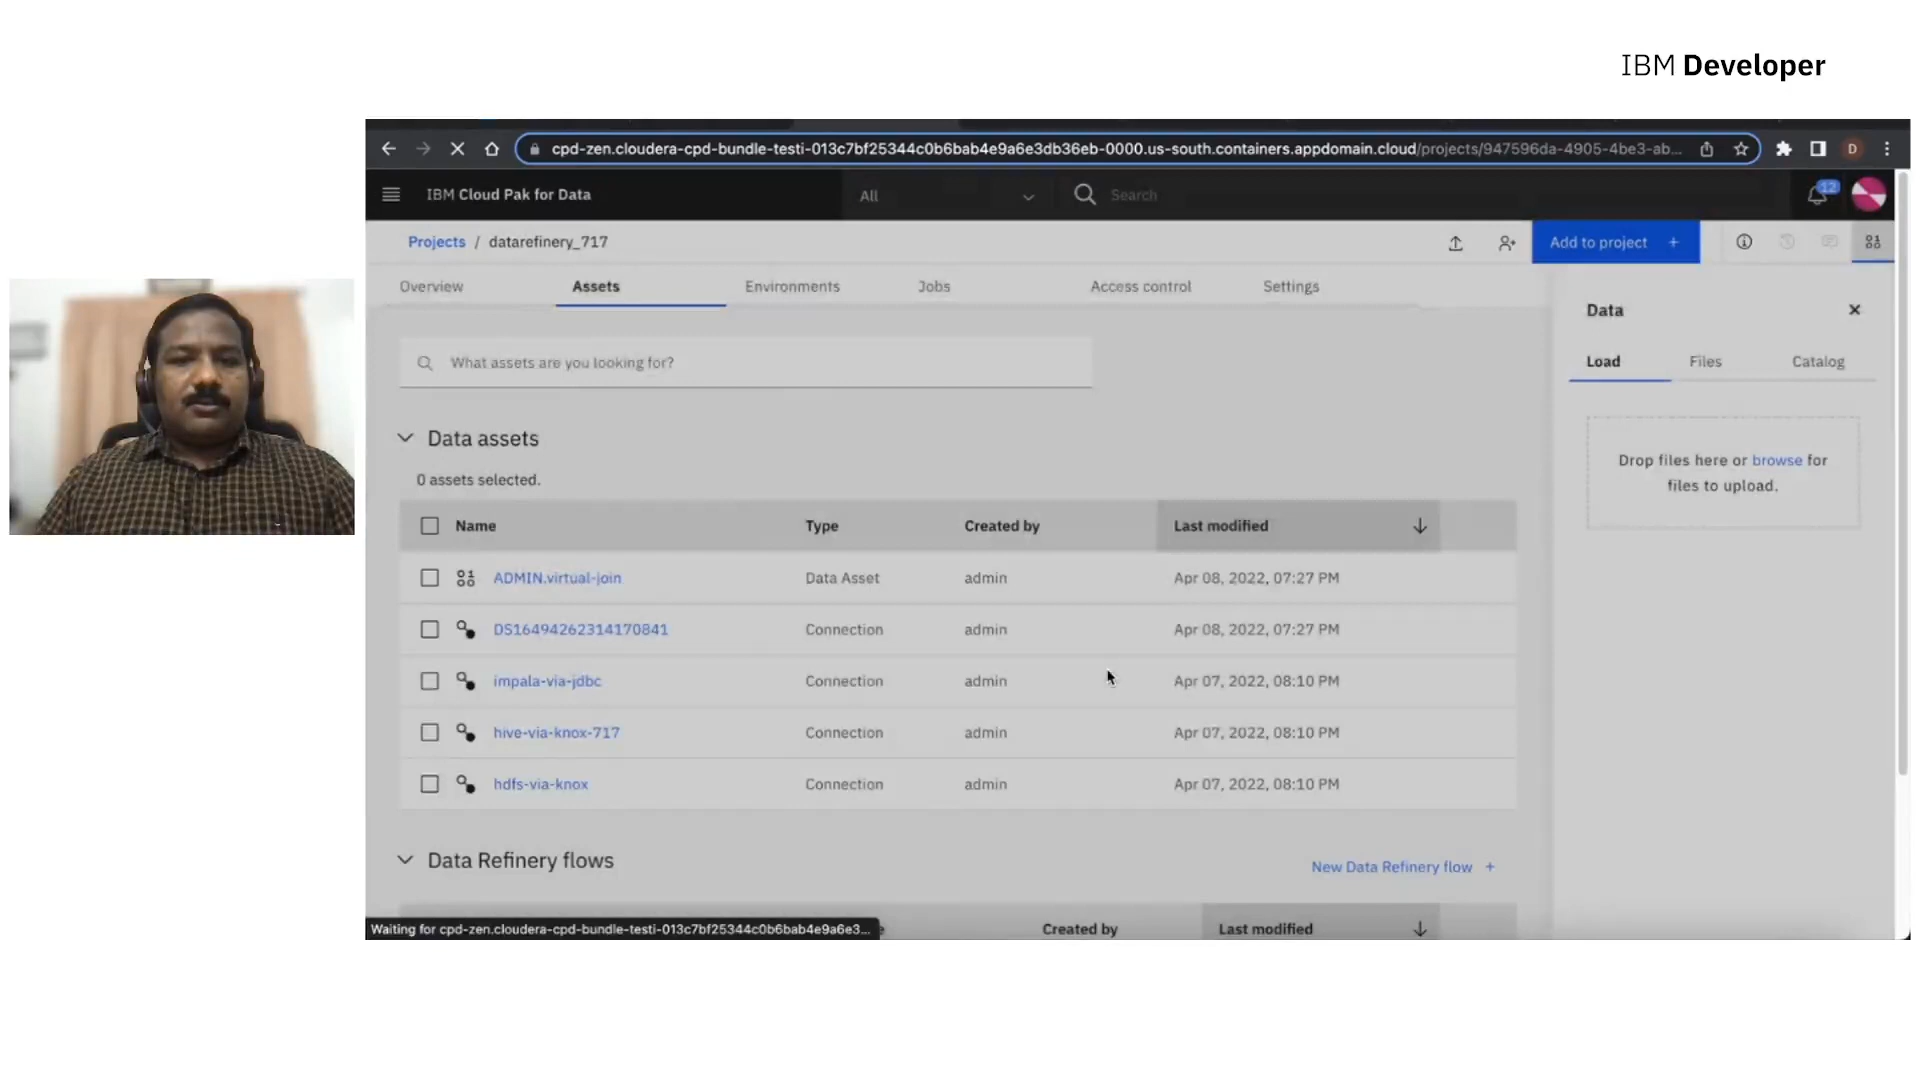 IBM Developer
cpd-zen.cloudera-cpd-bundle-testi-013c7bf25344c0b6bab4e9a6e3db36eb-0000.us-south.containers.appdomain.cloud/projects/947596da-4905-4be3-ab...
D
IBM Cloud Pak for Data
All
Search
12
Projects / datarefinery_717
Add to project +
Overview
Assets
Environments
Jobs
Access control
Settings
Data
Load
Files
Catalog
What assets are you looking for?
Drop files here or browse for
files to upload.
Data assets
0 assets selected.
Name Type Created by Last modified
ADMIN.virtual-join Data Asset admin Apr 08, 2022, 07:27 PM
DS16494262314170841 Connection admin Apr 08, 2022, 07:27 PM
impala-via-jdbc Connection admin Apr 07, 2022, 08:10 PM
hive-via-knox-717 Connection admin Apr 07, 2022, 08:10 PM
hdfs-via-knox Connection admin Apr 07, 2022, 08:10 PM
Data Refinery flows
New Data Refinery flow +
Created by Last modified
Waiting for cpd-zen.cloudera-cpd-bundle-testi-013c7bf25344c0b6bab4e9a6e3...